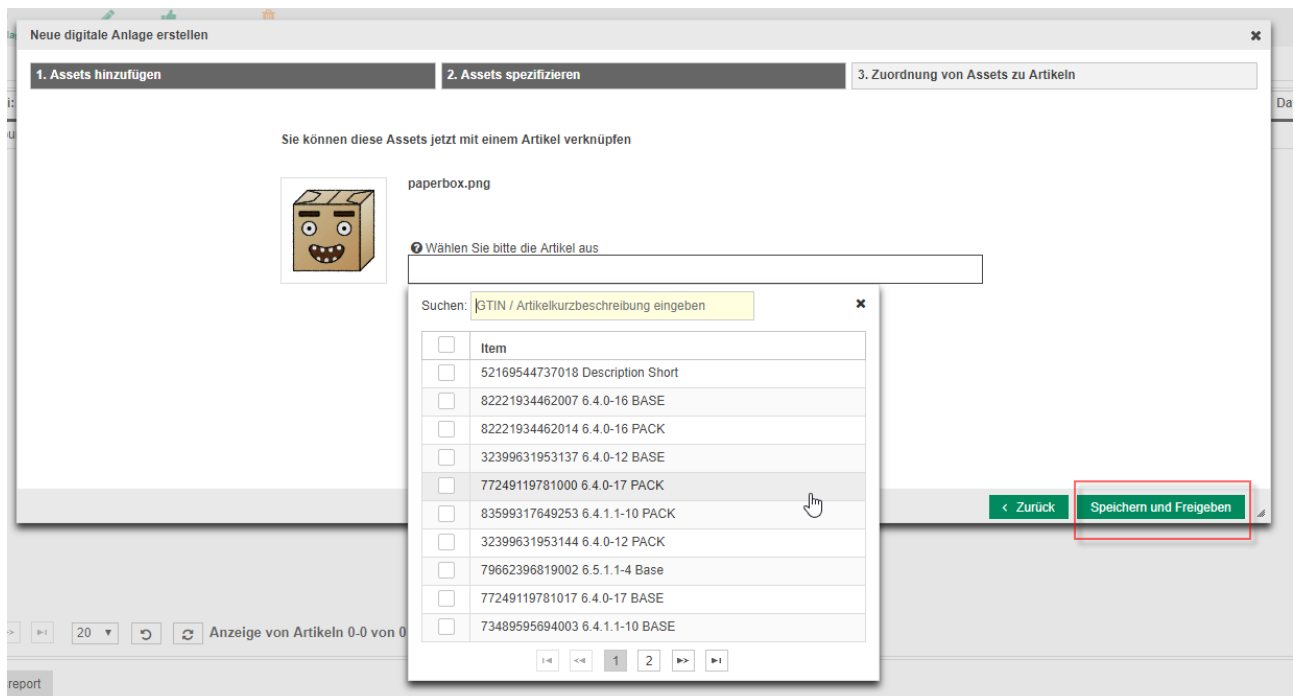 Neue digitale Anlage erstellen
1. Assets hinzufügen
2. Assets spezifizieren
3. Zuordnung von Assets zu Artikeln
Sie können diese Assets jetzt mit einem Artikel verknüpfen
paperbox.png
Wählen Sie bitte die Artikel aus
Suchen: GTIN / Artikelkurzbeschreibung eingeben
Item
52169544737018 Description Short
82221934462007 6.4.0-16 BASE
82221934462014 6.4.0-16 PACK
32399631953137 6.4.0-12 BASE
77249119781000 6.4.0-17 PACK
83599317649253 6.4.1.1-10 PACK
32399631953144 6.4.0-12 PACK
79662396819002 6.5.1.1-4 Base
77249119781017 6.4.0-17 BASE
73489595694003 6.4.1.1-10 BASE
1 2
< Zurück
Speichern und Freigeben
20
Anzeige von Artikeln 0-0 von 0
report